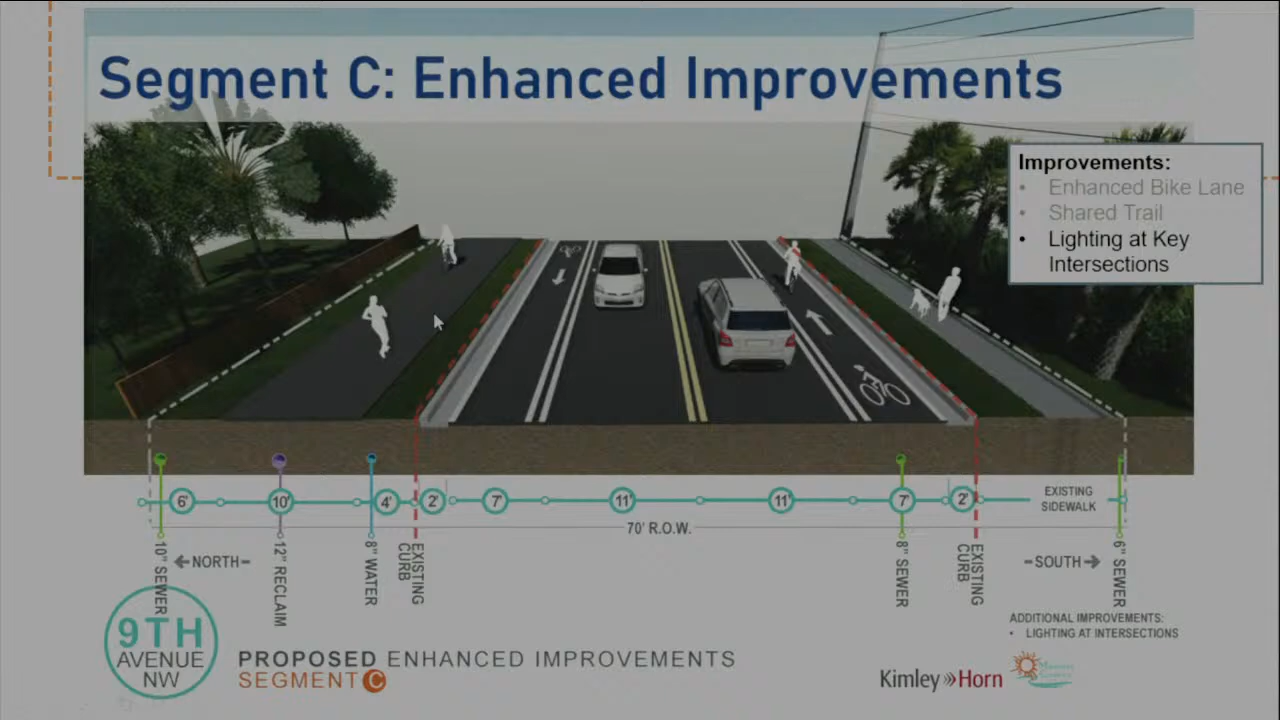 Segment C: Enhanced Improvements
Improvements:
• Enhanced Bike Lane
• Shared Trail
• Lighting at Key
Intersections
6' 10' 4' 2' 7' 11' 11' 7' 2' EXISTING
SIDEWALK
70' R.O.W.
NORTH
SOUTH
10" SEWER
12" RECLAIM
8" WATER
EXISTING
CURB
8" SEWER
EXISTING
CURB
6" SEWER
ADDITIONAL IMPROVEMENTS:
• LIGHTING AT INTERSECTIONS
9TH
AVENUE
NW
PROPOSED ENHANCED IMPROVEMENTS
SEGMENT C
Kimley»Horn